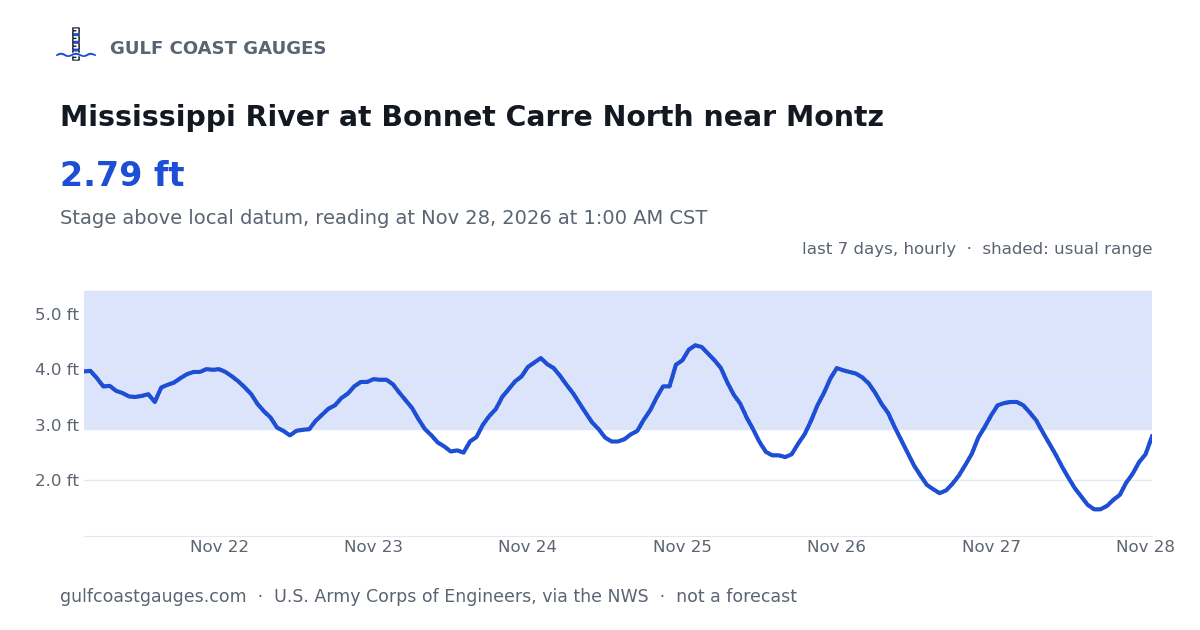 GULF COAST GAUGES
Mississippi River at Bonnet Carre North near Montz
2.79 ft
Stage above local datum, reading at Nov 28, 2026 at 1:00 AM CST
last 7 days, hourly · shaded: usual range
5.0 ft
4.0 ft
3.0 ft
2.0 ft
Nov 22 Nov 23 Nov 24 Nov 25 Nov 26 Nov 27 Nov 28
gulfcoastgauges.com · U.S. Army Corps of Engineers, via the NWS · not a forecast